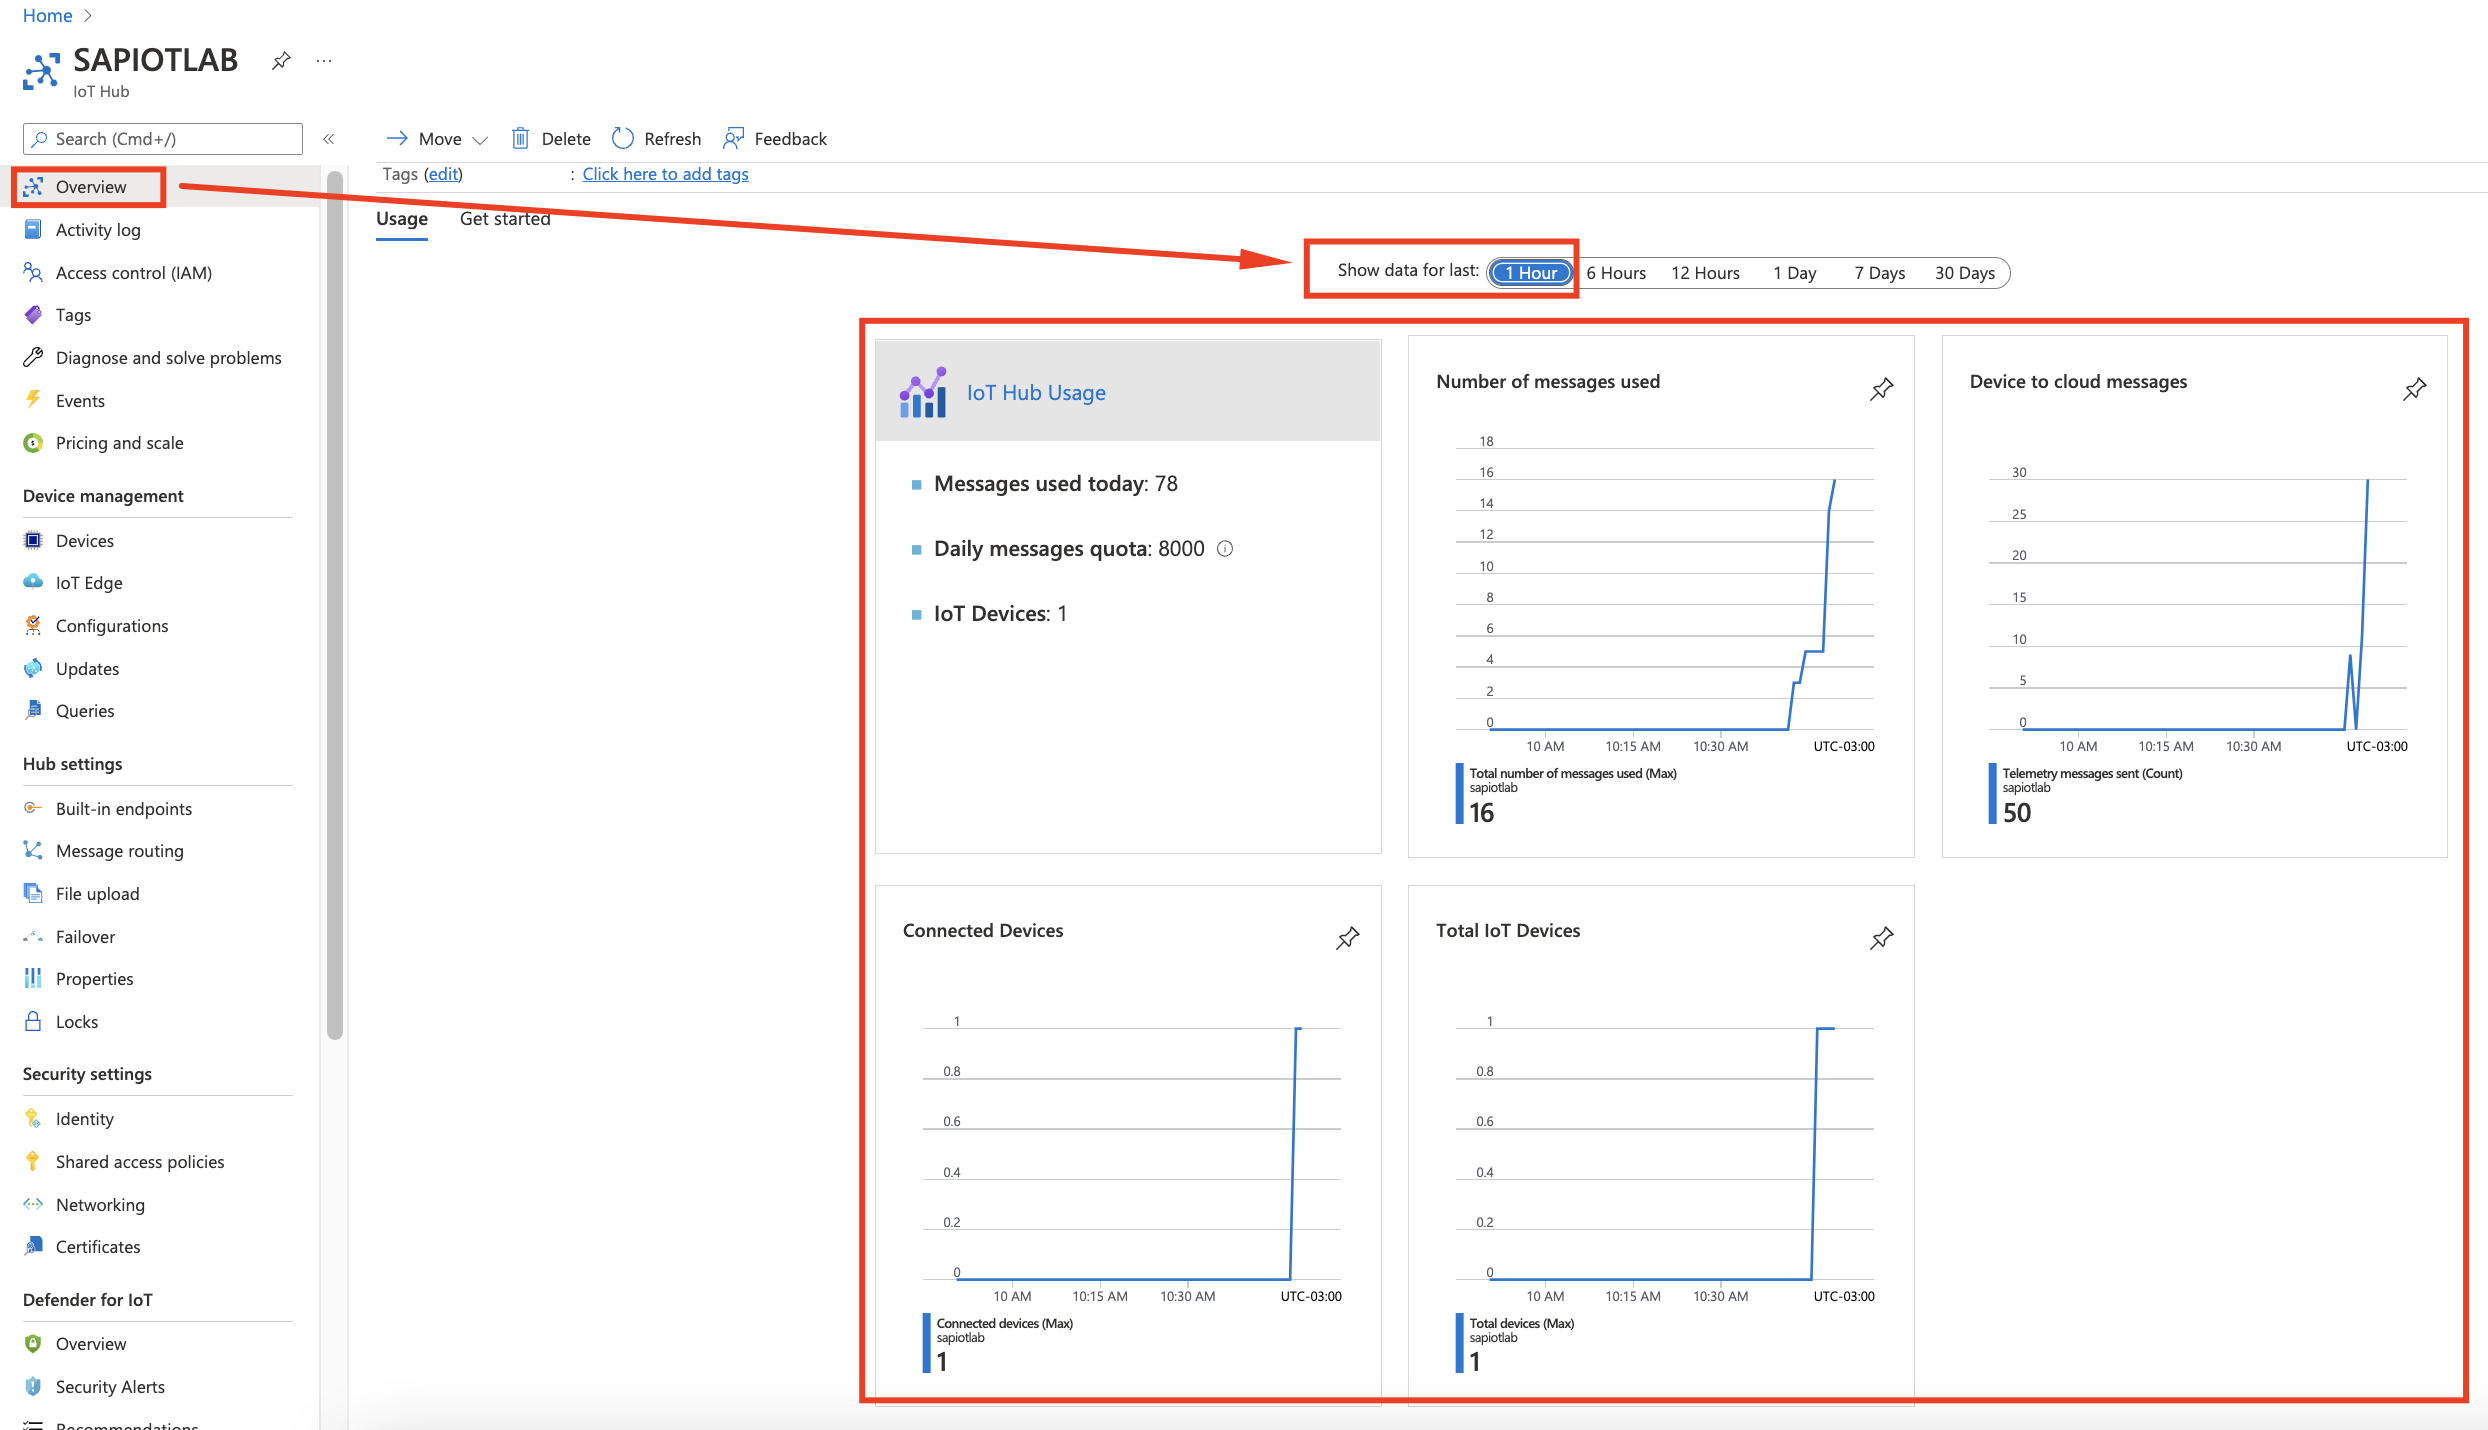 Home
SAPIOTLAB
...
IoT Hub
Search (Cmd+/)
«
Move
Delete
Refresh
Feedback
Overview
Activity log
Access control (IAM)
Tags
Diagnose and solve problems
Events
Pricing and scale
Device management
Devices
IoT Edge
Configurations
Updates
Queries
Hub settings
Built-in endpoints
Message routing
File upload
Failover
Properties
Locks
Security settings
Identity
Shared access policies
Networking
Certificates
Defender for IoT
Overview
Security Alerts
Recommendations
Tags (edit) : Click here to add tags
Usage Get started
Show data for last: 1 Hour 6 Hours 12 Hours 1 Day 7 Days 30 Days
IoT Hub Usage
Messages used today: 78
Daily messages quota: 8000
IoT Devices: 1
Number of messages used
18
16
14
12
10
8
6
4
2
0
10 AM 10:15 AM 10:30 AM UTC-03:00
Total number of messages used (Max)
sapiotlab
16
Device to cloud messages
30
25
20
15
10
5
0
10 AM 10:15 AM 10:30 AM UTC-03:00
Telemetry messages sent (Count)
sapiotlab
50
Connected Devices
1
0.8
0.6
0.4
0.2
0
10 AM 10:15 AM 10:30 AM UTC-03:00
Connected devices (Max)
sapiotlab
1
Total IoT Devices
1
0.8
0.6
0.4
0.2
0
10 AM 10:15 AM 10:30 AM UTC-03:00
Total devices (Max)
sapiotlab
1